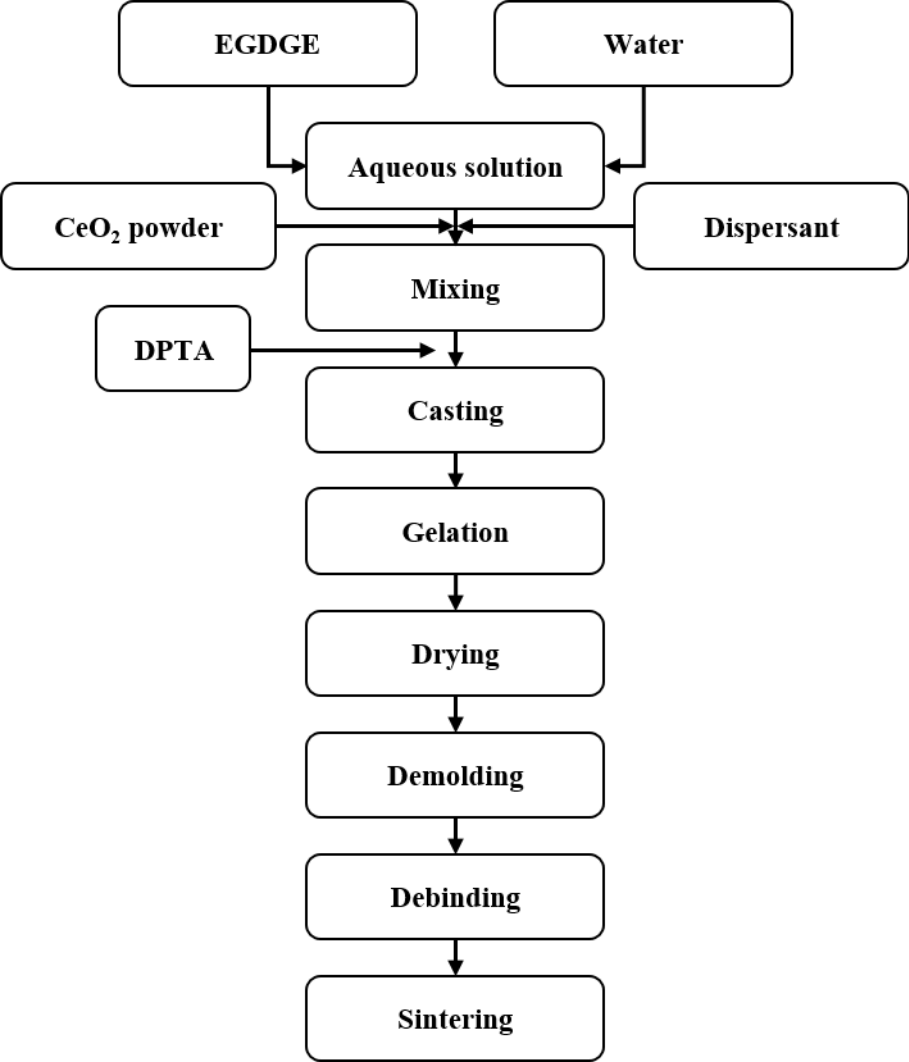 EGDGE
Water
Aqueous solution
CeO₂ powder
Dispersant
Mixing
DPTA
Casting
Gelation
Drying
Demolding
Debinding
Sintering